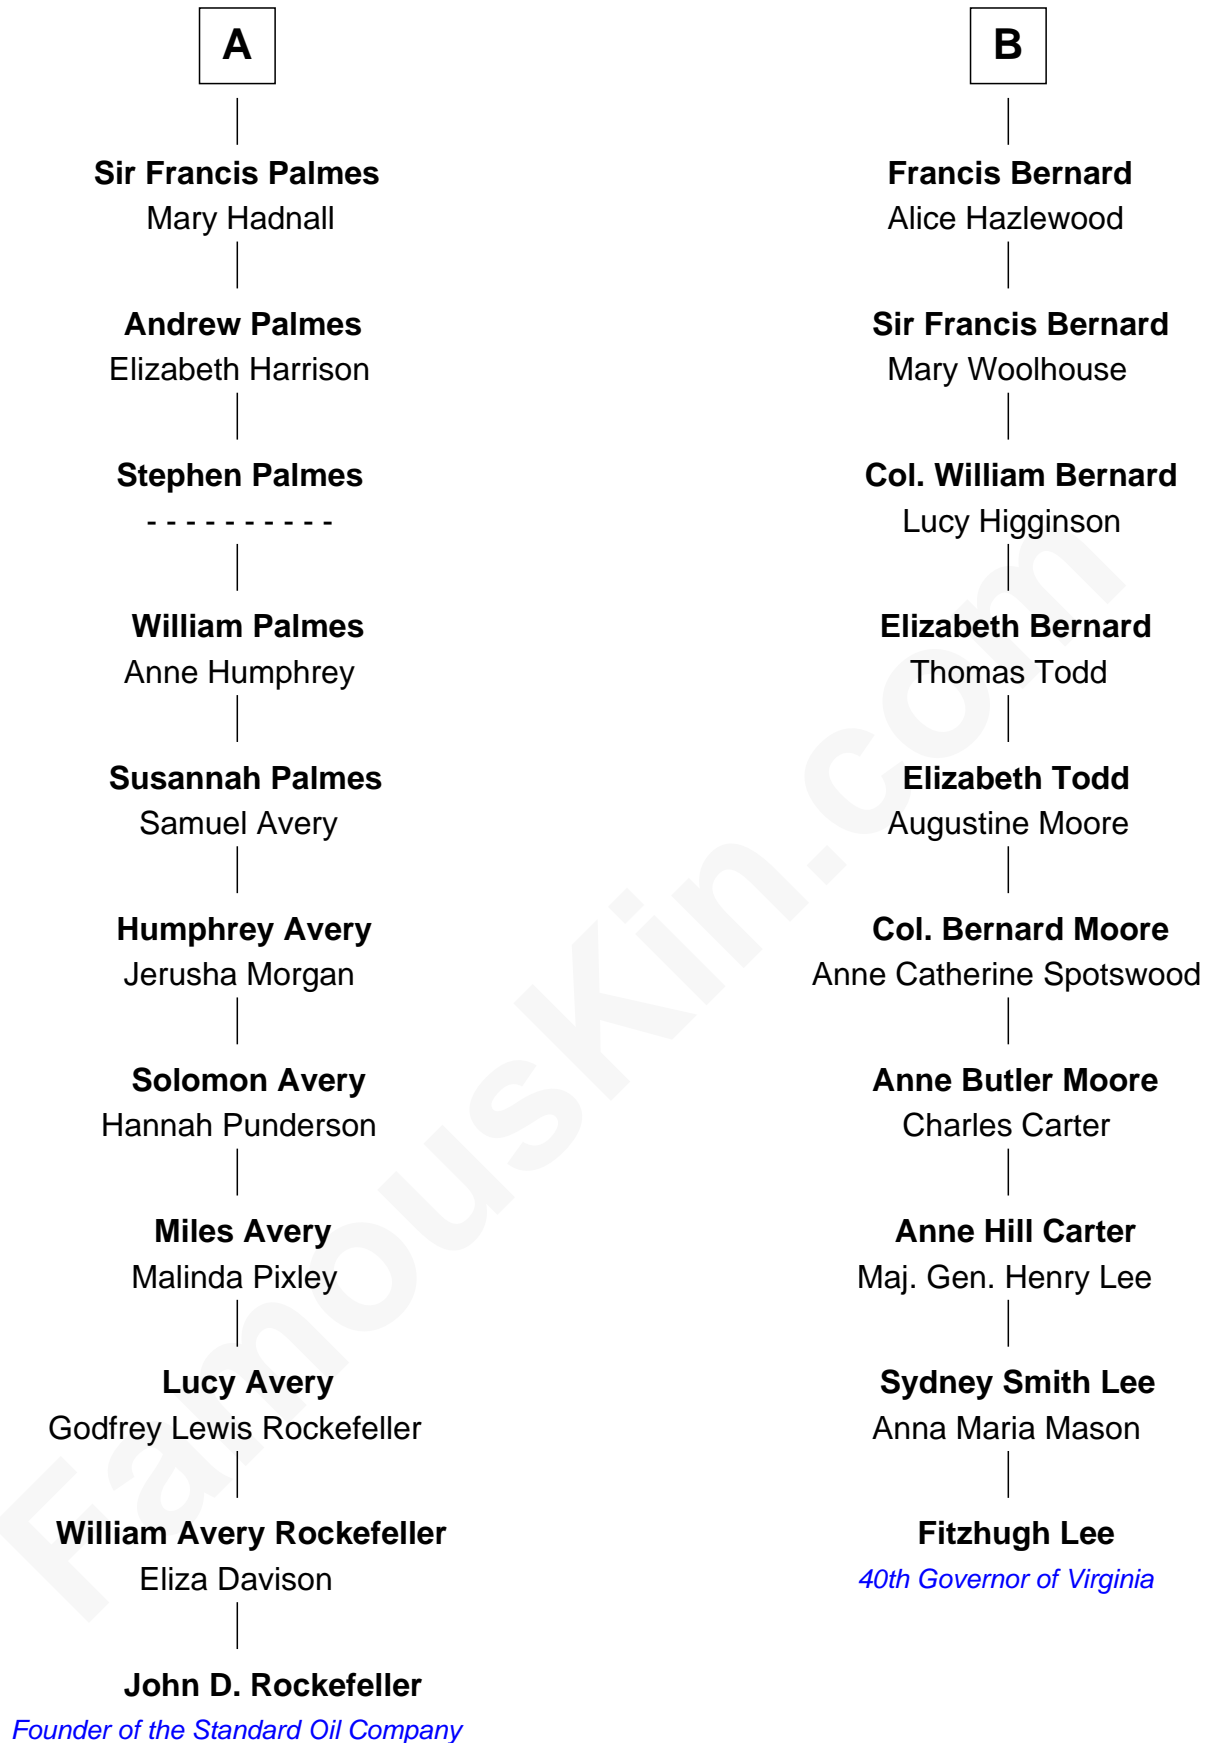 A
Sir Francis Palmes
Mary Hadnall
Andrew Palmes
Elizabeth Harrison
Stephen Palmes
- - - - - - - - - -
William Palmes
Anne Humphrey
Susannah Palmes
Samuel Avery
Humphrey Avery
Jerusha Morgan
Solomon Avery
Hannah Punderson
Miles Avery
Malinda Pixley
Lucy Avery
Godfrey Lewis Rockefeller
William Avery Rockefeller
Eliza Davison
John D. Rockefeller
Founder of the Standard Oil Company
B
Francis Bernard
Alice Hazlewood
Sir Francis Bernard
Mary Woolhouse
Col. William Bernard
Lucy Higginson
Elizabeth Bernard
Thomas Todd
Elizabeth Todd
Augustine Moore
Col. Bernard Moore
Anne Catherine Spotswood
Anne Butler Moore
Charles Carter
Anne Hill Carter
Maj. Gen. Henry Lee
Sydney Smith Lee
Anna Maria Mason
Fitzhugh Lee
40th Governor of Virginia
FamousKin.com